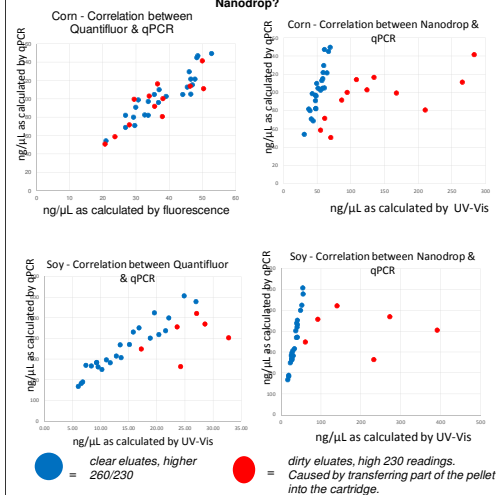 Nanodrop?
Corn - Correlation between
Quantifluor & qPCR
ng/µL as calculated by qPCR
0
10
20
30
40
50
60
ng/µL as calculated by fluorescence
Corn - Correlation between Nanodrop &
qPCR
ng/µL as calculated by qPCR
0
50
100
150
200
250
300
ng/µL as calculated by UV-Vis
Soy - Correlation between Quantifluor
& qPCR
ng/µL as calculated by qPCR
0.00
5.00
10.00
15.00
20.00
25.00
30.00
35.00
ng/µL as calculated by UV-Vis
Soy - Correlation between Nanodrop &
qPCR
ng/µL as calculated by qPCR
0
100
200
300
400
500
ng/µL as calculated by UV-Vis
= clear eluates, higher
260/230
= dirty eluates, high 230 readings.
Caused by transferring part of the pellet
into the cartridge.